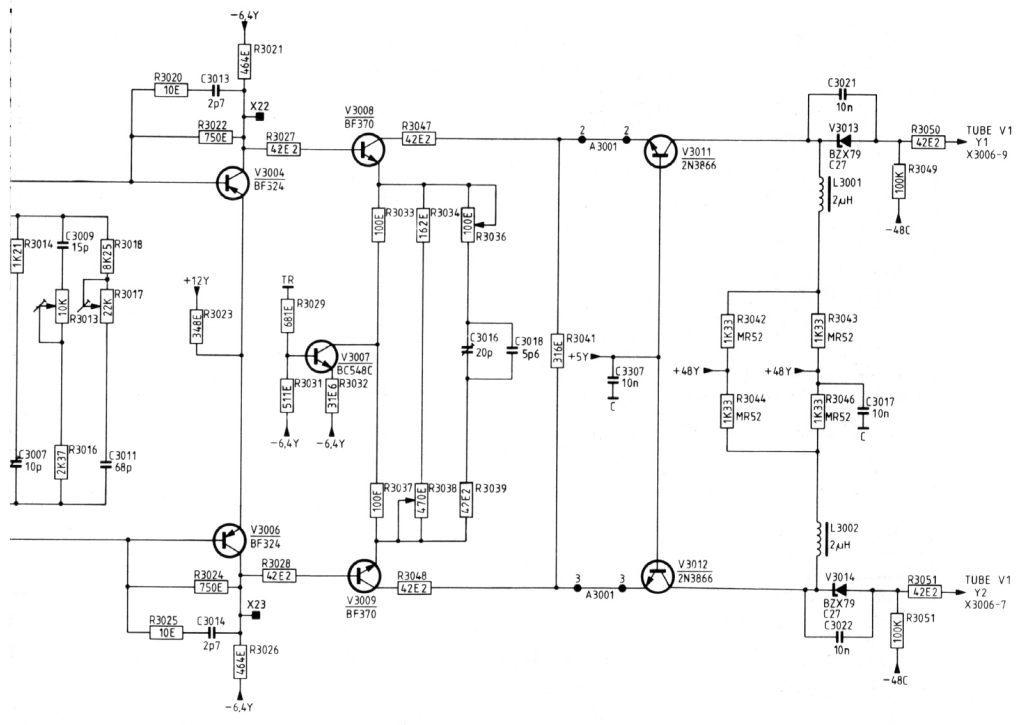 -6,4Y
R3021
464E
R3020
10E
C3013
2p7
X22
R3022
750E
R3027
42E2
V3004
BF324
V3008
BF370
R3047
42E2
2 2
A3001
V3011
2N3866
C3021
10n
V3013
BZX79
C27
R3050
42E2
TUBE V1
Y1
X3006-9
R3049
100K
-48C
L3001
2µH
R3014
1K21
C3009
15p
R3018
8K25
R3013
10K
R3017
22K
+12Y
R3023
348E
TR
R3029
681E
R3033
100E
R3034
162E
R3036
100E
V3007
BC548C
R3031
511E
R3032
31E6
-6,4Y
-6,4Y
C3016
20p
C3018
5p6
R3041
316E
+5Y
C3307
10n
C
R3042
1K33
MR52
R3043
1K33
MR52
+48Y
+48Y
R3044
1K33
MR52
R3046
1K33
MR52
C3017
10n
C
C3007
10p
R3016
2K37
C3011
68p
R3037
100E
R3038
470E
R3039
42E2
L3002
2µH
V3006
BF324
R3028
42E2
R3024
750E
X23
R3025
10E
C3014
2p7
R3026
464E
-6,4Y
V3009
BF370
R3048
42E2
3 3
A3001
V3012
2N3866
V3014
BZX79
C27
C3022
10n
R3051
42E2
TUBE V1
Y2
X3006-7
R3051
100K
-48C